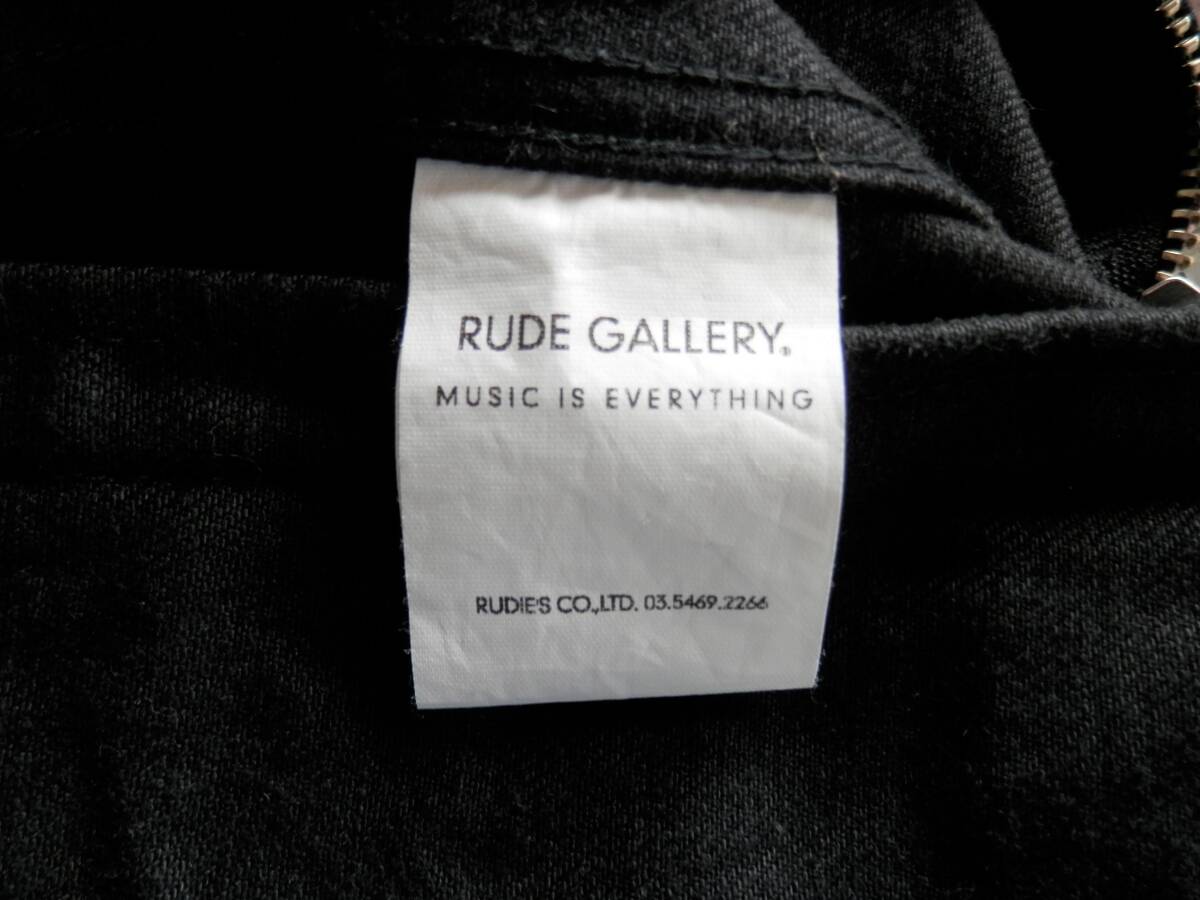 RUDE GALLERY®
MUSIC IS EVERYTHING
RUDIE'S CO.,LTD. 03.5469.2266